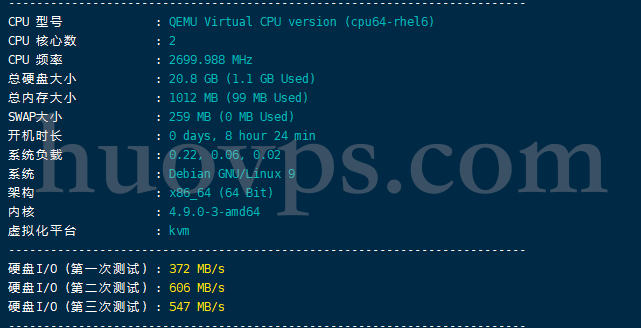 ----------------------------------------------------------------------
CPU 型号 : QEMU Virtual CPU version (cpu64-rhel6)
CPU 核心数 : 2
CPU 频率 : 2699.988 MHz
总硬盘大小 : 20.8 GB (1.1 GB Used)
总内存大小 : 1012 MB (99 MB Used)
SWAP大小 : 259 MB (0 MB Used)
开机时长 : 0 days, 8 hour 24 min
系统负载 : 0.22, 0.06, 0.02
系统 : Debian GNU/Linux 9
架构 : x86_64 (64 Bit)
内核 : 4.9.0-3-amd64
虚拟化平台 : kvm
----------------------------------------------------------------------
硬盘I/O (第一次测试) : 372 MB/s
硬盘I/O (第二次测试) : 606 MB/s
硬盘I/O (第三次测试) : 547 MB/s
----------------------------------------------------------------------
huovps.com